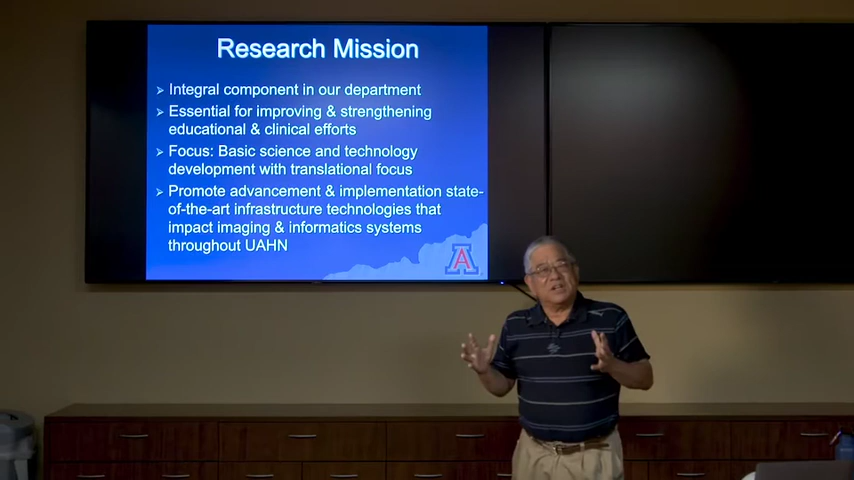 Research Mission
➢ Integral component in our department
➢ Essential for improving & strengthening
educational & clinical efforts
➢ Focus: Basic science and technology
development with translational focus
➢ Promote advancement & implementation state-
of-the-art infrastructure technologies that
impact imaging & informatics systems
throughout UAHN
A